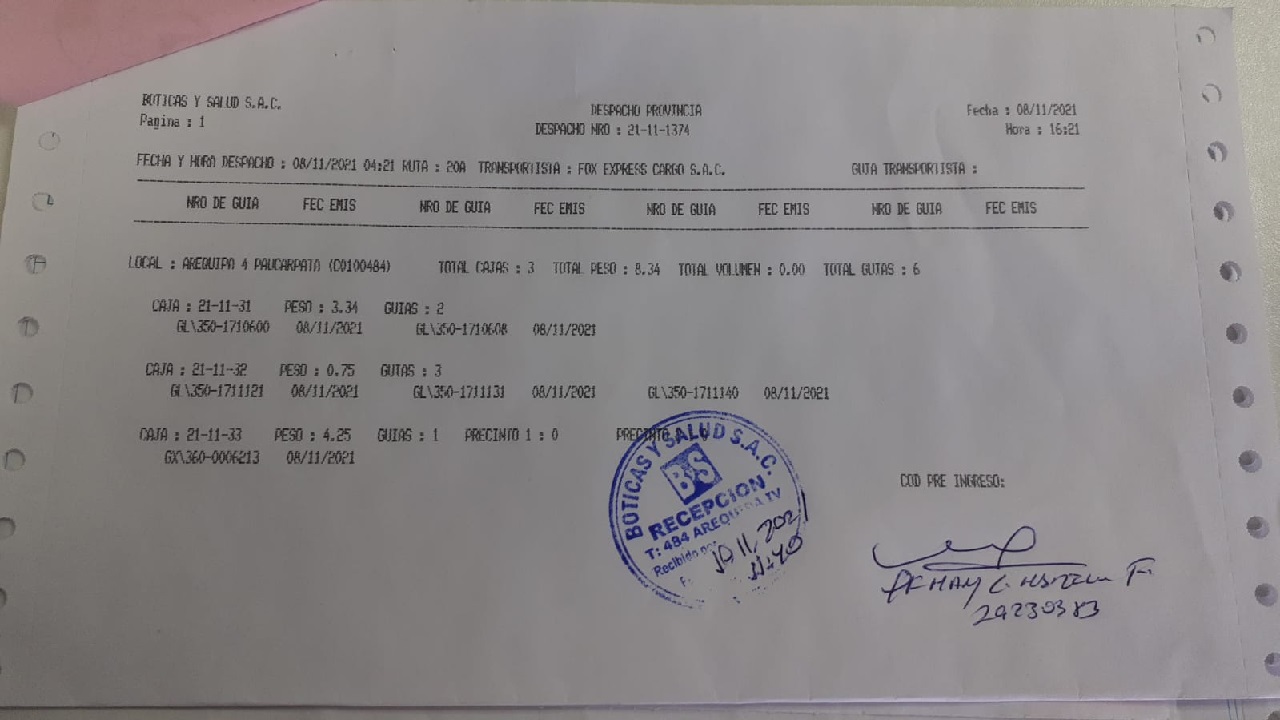 BOTICAS Y SALUD S.A.C. DESPACHO PROVINCIA Fecha : 08/11/2021
Pagina : 1 DESPACHO NRO : 21-11-1374 Hora : 16:21
FECHA Y HORA DESPACHO : 08/11/2021 04:21 RUTA : 20A TRANSPORTISTA : FOX EXPRESS CARGO S.A.C. GUIA TRANSPORTISTA :
NRO DE GUIA FEC EMIS NRO DE GUIA FEC EMIS NRO DE GUIA FEC EMIS NRO DE GUIA FEC EMIS
LOCAL : AREQUIPA 4 PAUCARPATA (C0100484) TOTAL CAJAS : 3 TOTAL PESO : 8.34 TOTAL VOLUMEN : 0.00 TOTAL GUIAS : 6
CAJA : 21-11-31 PESO : 3.34 GUIAS : 2
GL\350-1710600 08/11/2021 GL\350-1710608 08/11/2021
CAJA : 21-11-32 PESO : 0.75 GUIAS : 3
GL\350-1711121 08/11/2021 GL\350-1711131 08/11/2021 GL\350-1711140 08/11/2021
CAJA : 21-11-33 PESO : 4.25 GUIAS : 1 PRECINTO 1 : 0 PRECINTO
GX\360-0006213 08/11/2021
COD PRE INGRESO:
BOTICAS Y SALUD S.A.C.
BS
RECEPCION
T: 484 AREQUIPA IV
Recibido por
10 11, 2021
11:40
29230383